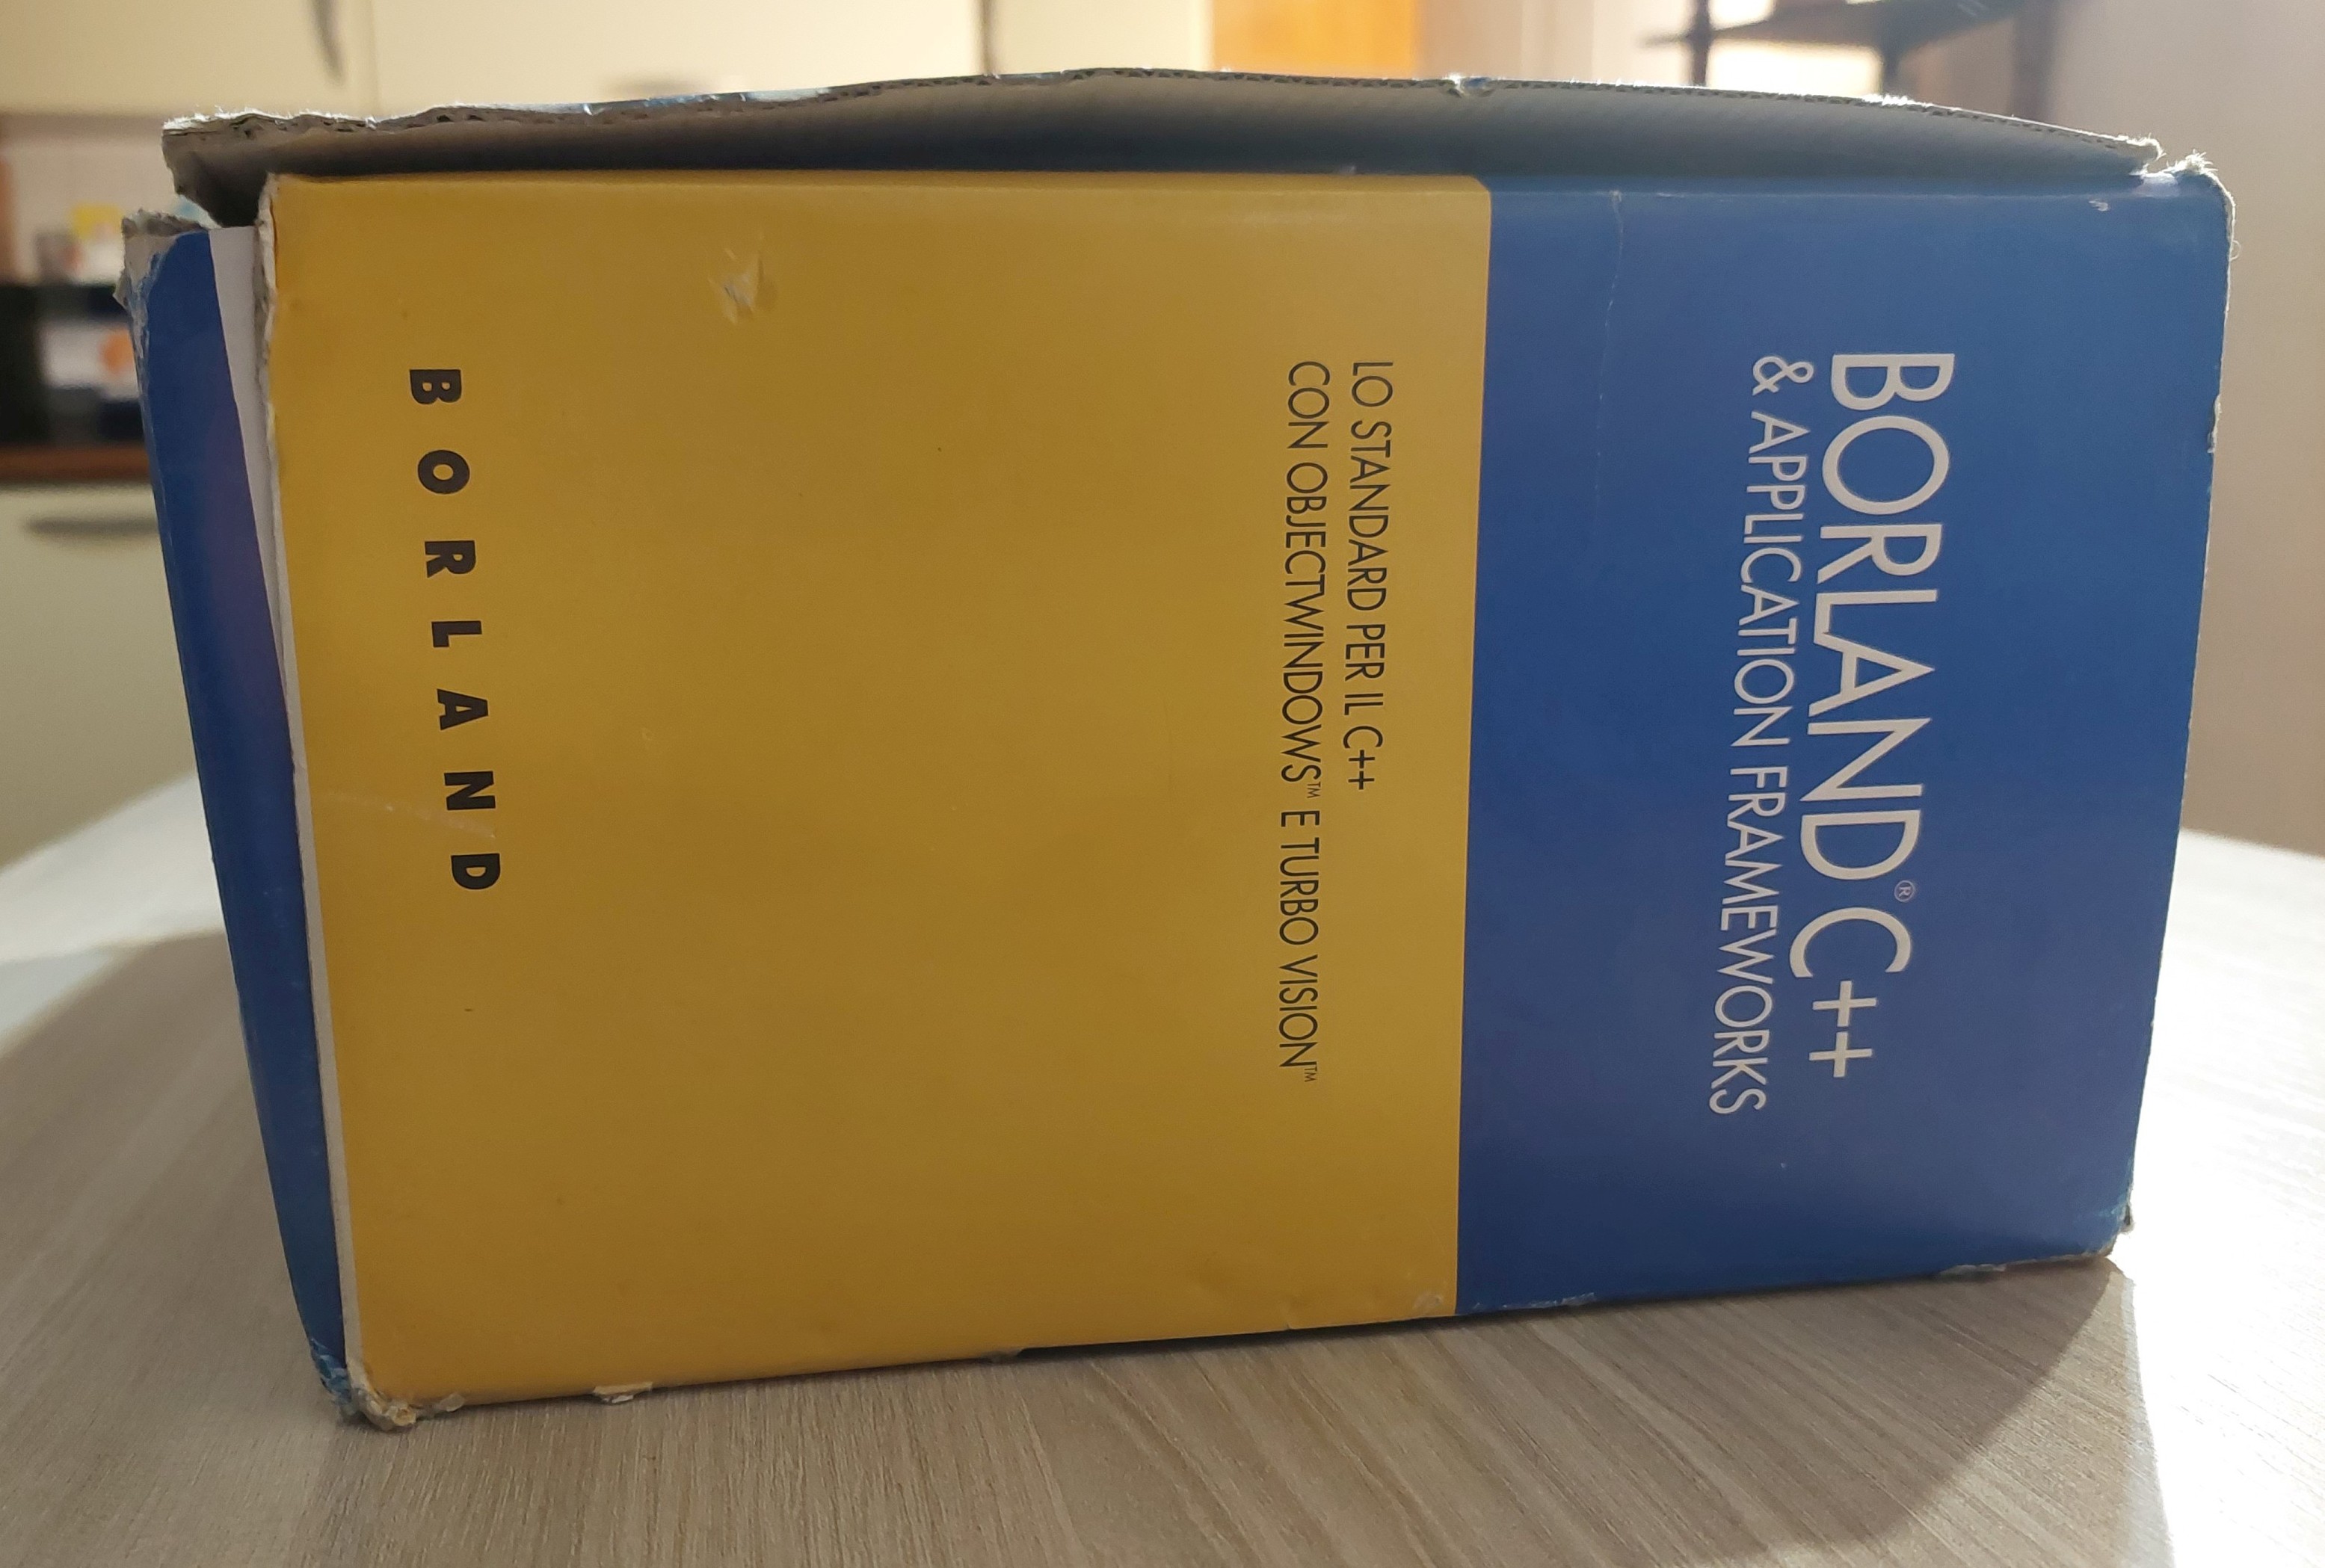 BORLAND® C++
& APPLICATION FRAMEWORKS
LO STANDARD PER IL C++
CON OBJECTWINDOWS™ E TURBO VISION™
BORLAND